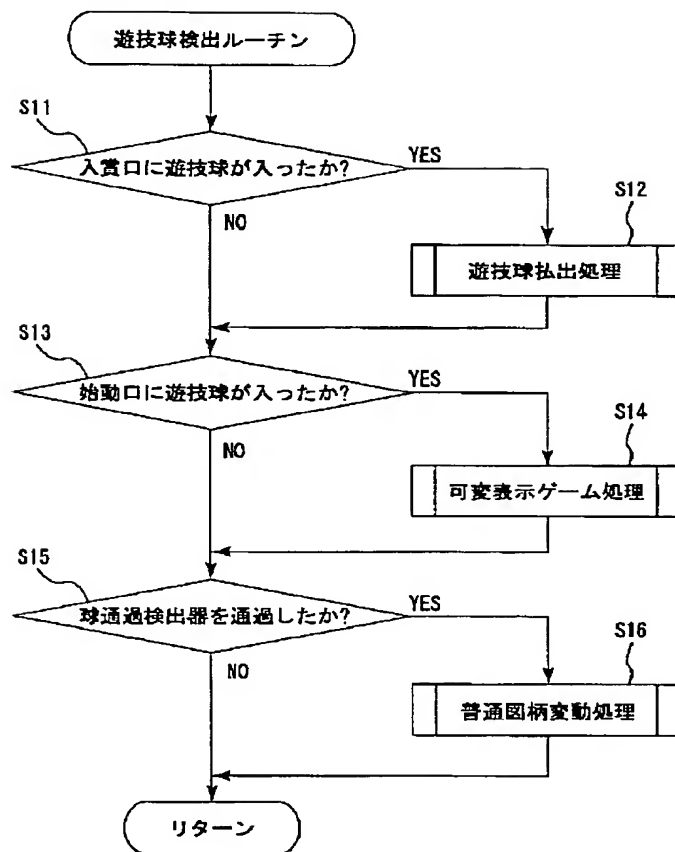 遊技球検出ルーチン
S11
入賞口に遊技球が入ったか?
YES
NO
S12
遊技球払出処理
S13
始動口に遊技球が入ったか?
YES
NO
S14
可変表示ゲーム処理
S15
球通過検出器を通過したか?
YES
NO
S16
普通図柄変動処理
リターン